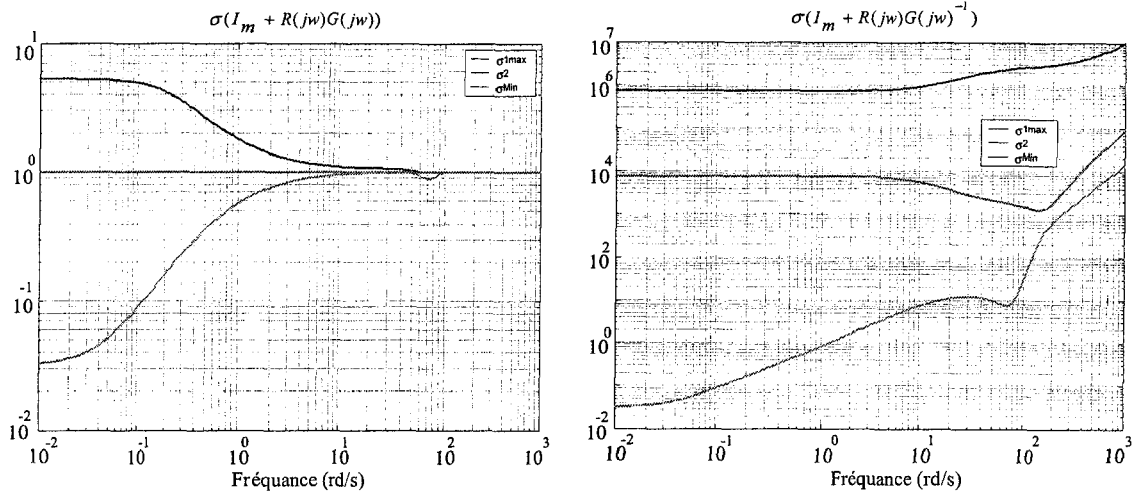 σ(I_m + R(jw)G(jw))
10^1
σ1max
σ2
σMin
10^0
10^-1
10^-2
10^-2 10^-1 10^0 10^1 10^2 10^3
Fréquance (rd/s)
σ(I_m + R(jw)G(jw)^-1)
10^7
10^6
σ1max
σ2
σMin
10^4
10^2
10^0
10^-2
10^-2 10^-1 10^0 10^1 10^2 10^3
Fréquance (rd/s)